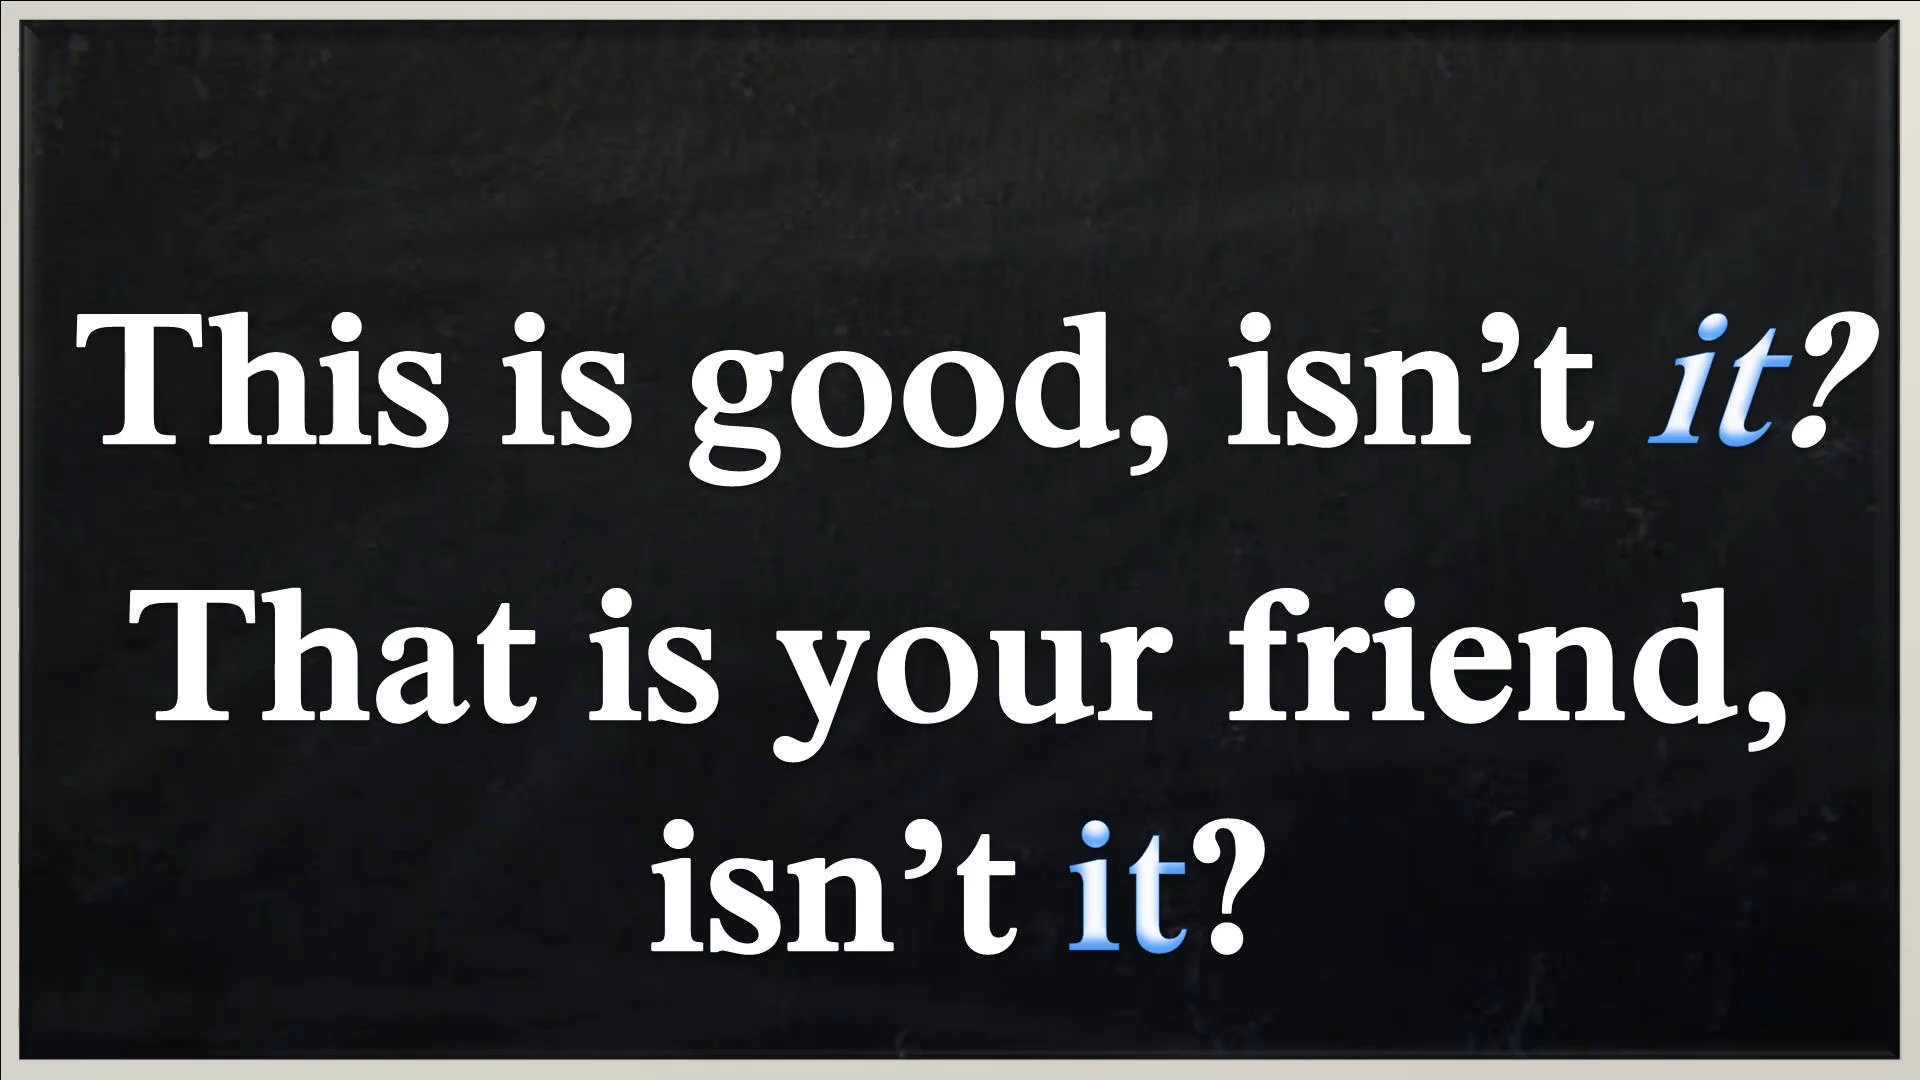 This is good, isn’t it?
That is your friend,
isn’t it?